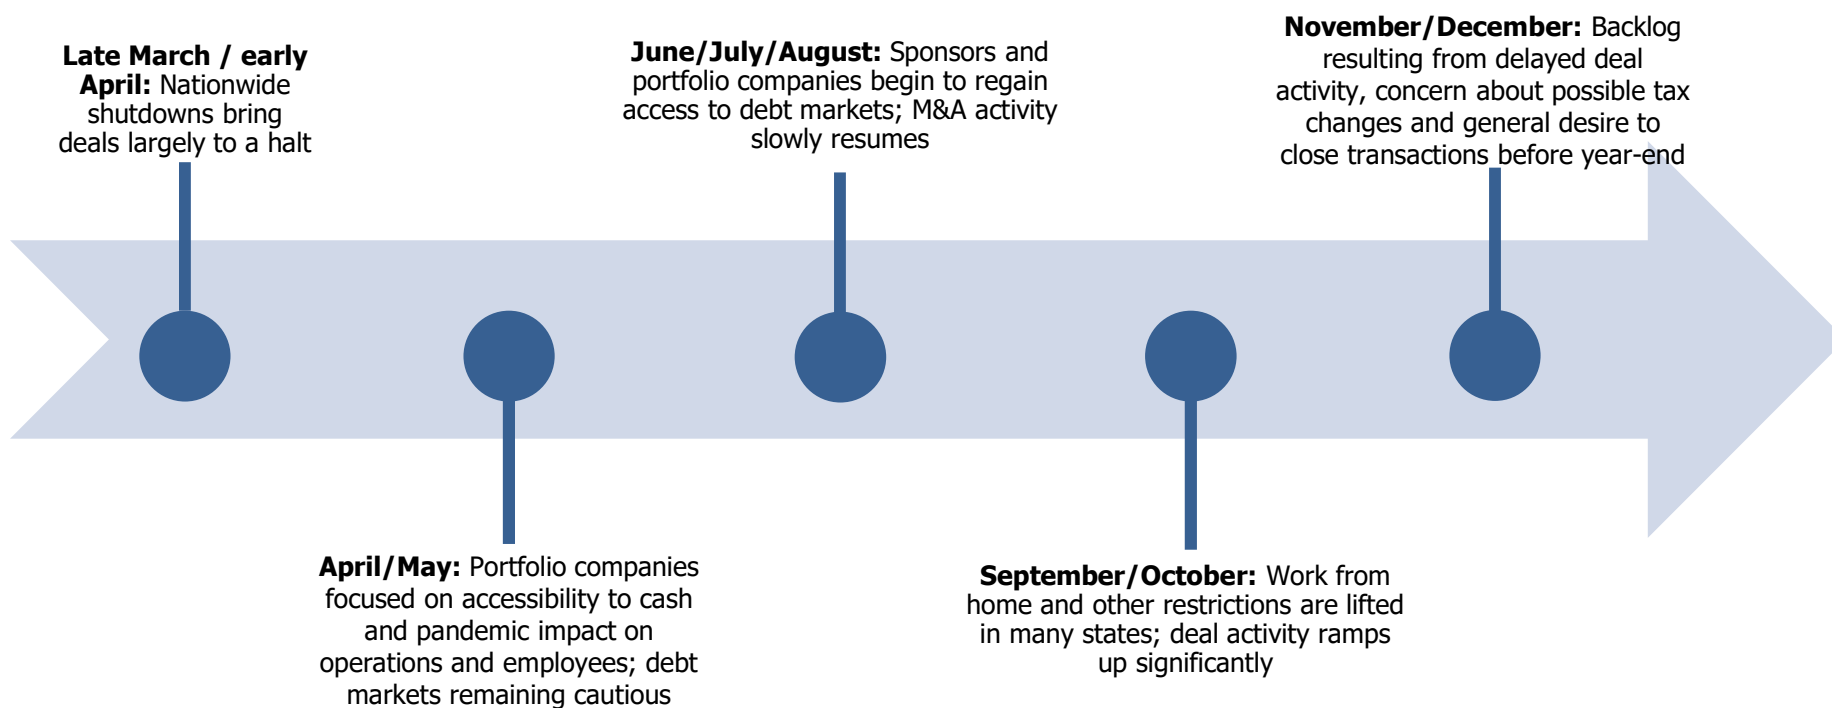 Late March / early
April: Nationwide
shutdowns bring
deals largely to a halt
April/May: Portfolio companies
focused on accessibility to cash
and pandemic impact on
operations and employees; debt
markets remaining cautious
June/July/August: Sponsors and
portfolio companies begin to regain
access to debt markets; M&A activity
slowly resumes
September/October: Work from
home and other restrictions are lifted
in many states; deal activity ramps
up significantly
November/December: Backlog
resulting from delayed deal
activity, concern about possible tax
changes and general desire to
close transactions before year-end